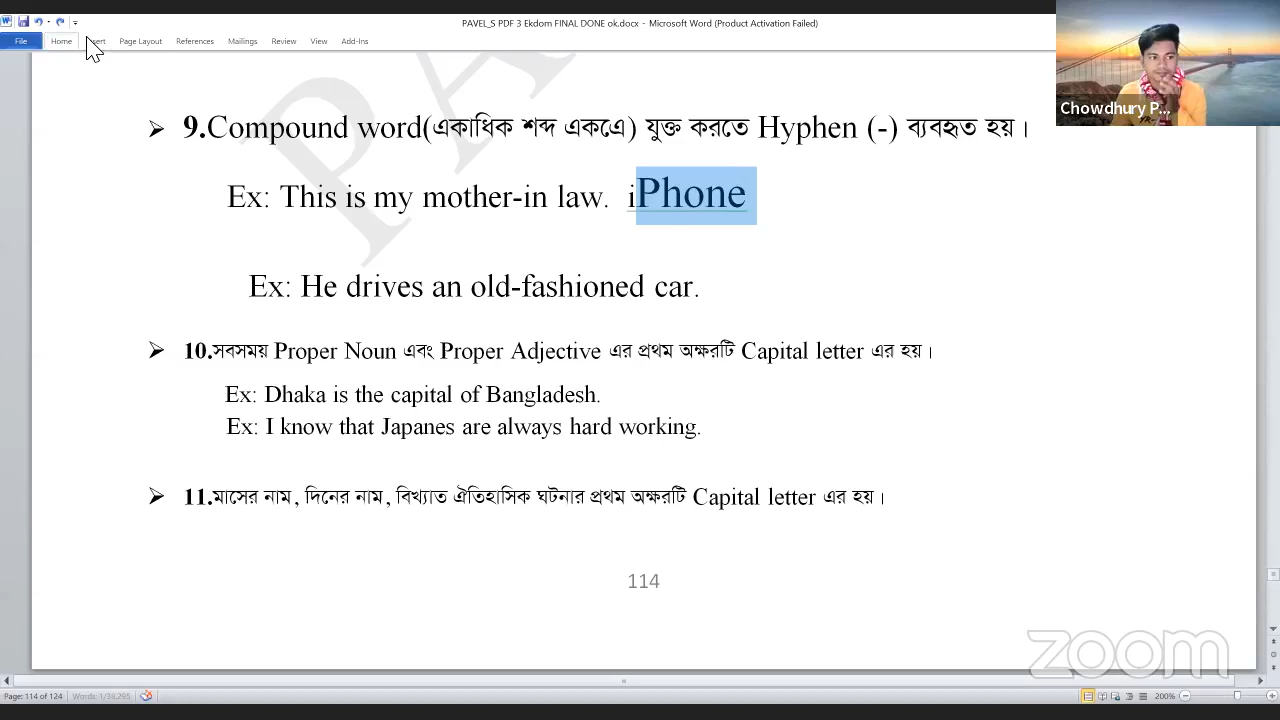 PAVEL_S PDF 3 Ekdom FINAL DONE ok.docx - Microsoft Word (Product Activation Failed)
File Home Insert Page Layout References Mailings Review View Add-Ins
Chowdhury P...
PA
➢ 9.Compound word(একাধিক শব্দ একত্রে) যুক্ত করতে Hyphen (-) ব্যবহৃত হয়।
Ex: This is my mother-in law. iPhone
Ex: He drives an old-fashioned car.
➢ 10.সবসময় Proper Noun এবং Proper Adjective এর প্রথম অক্ষরটি Capital letter এর হয়।
Ex: Dhaka is the capital of Bangladesh.
Ex: I know that Japanes are always hard working.
➢ 11.মাসের নাম, দিনের নাম, বিখ্যাত ঐতিহাসিক ঘটনার প্রথম অক্ষরটি Capital letter এর হয়।
114
zoom
Page: 114 of 124 Words: 1/38,295 200%